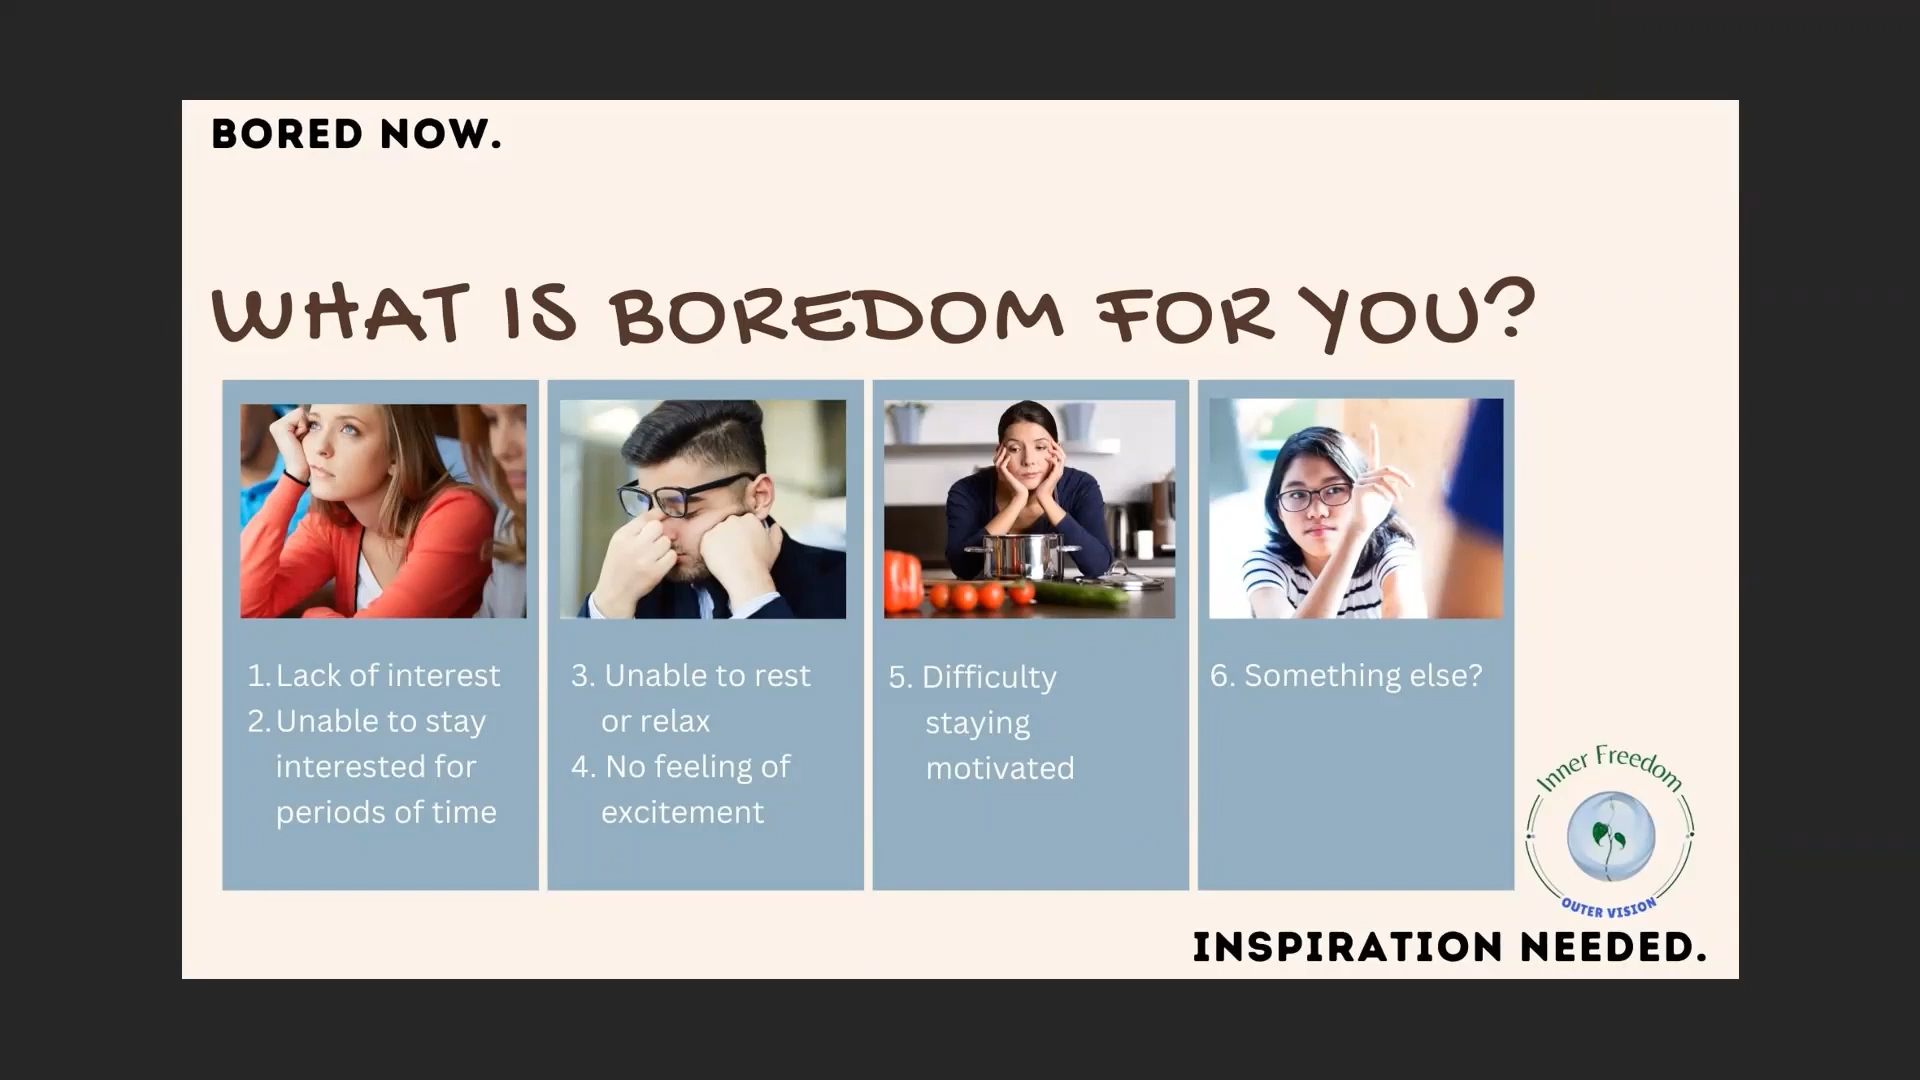 BORED NOW.
WHAT IS BOREDOM FOR YOU?
1. Lack of interest
2. Unable to stay
interested for
periods of time
3. Unable to rest
or relax
4. No feeling of
excitement
5. Difficulty
staying
motivated
6. Something else?
Inner Freedom
OUTER VISION
INSPIRATION NEEDED.